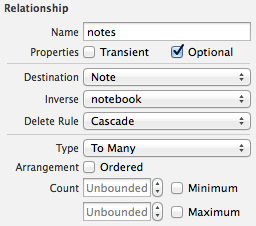 Relationship
Name notes
Properties Transient Optional
Destination Note
Inverse notebook
Delete Rule Cascade
Type To Many
Arrangement Ordered
Count Unbounded Minimum
Unbounded Maximum